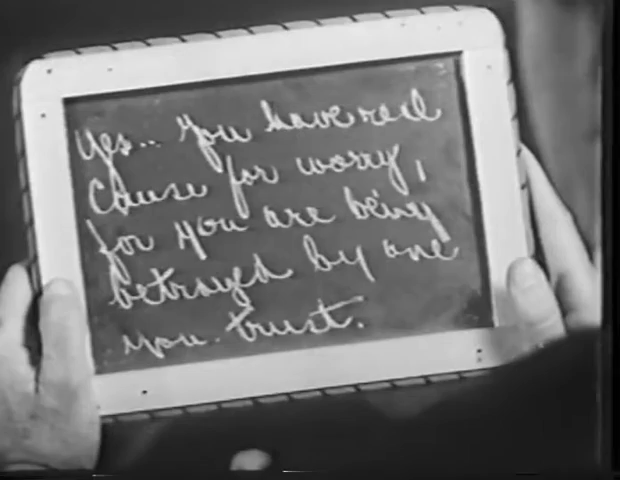 Yes... You have real
cause for worry,
for you are being
betrayed by one
you trust.